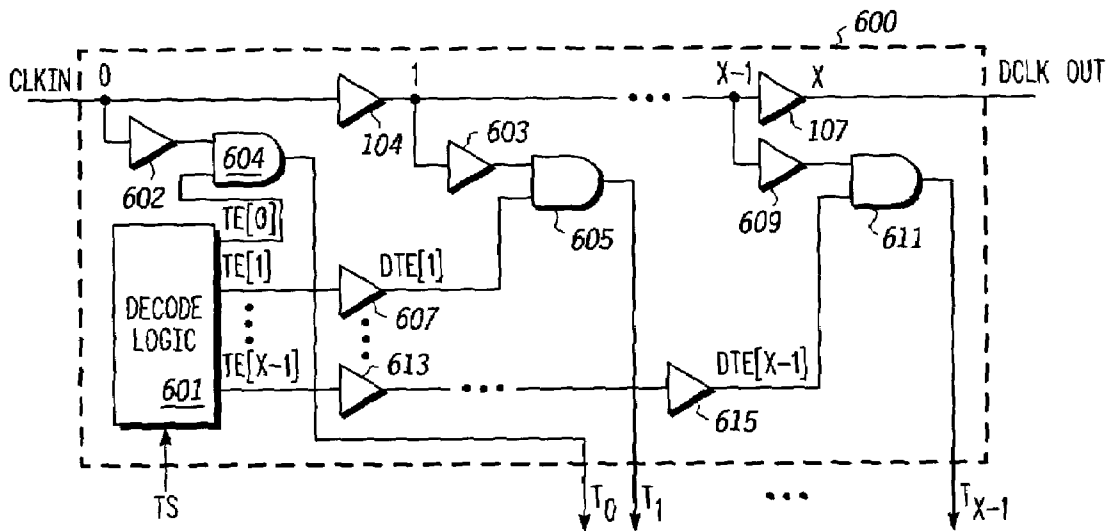 600
CLKIN 0 1 X-1 X DCLK OUT
104 603 107
602 604 605 609 611
TE[0]
TE[1] DTE[1]
DECODE LOGIC
607
TE[X-1] 613 DTE[X-1]
601 615
TS T0 T1 TX-1